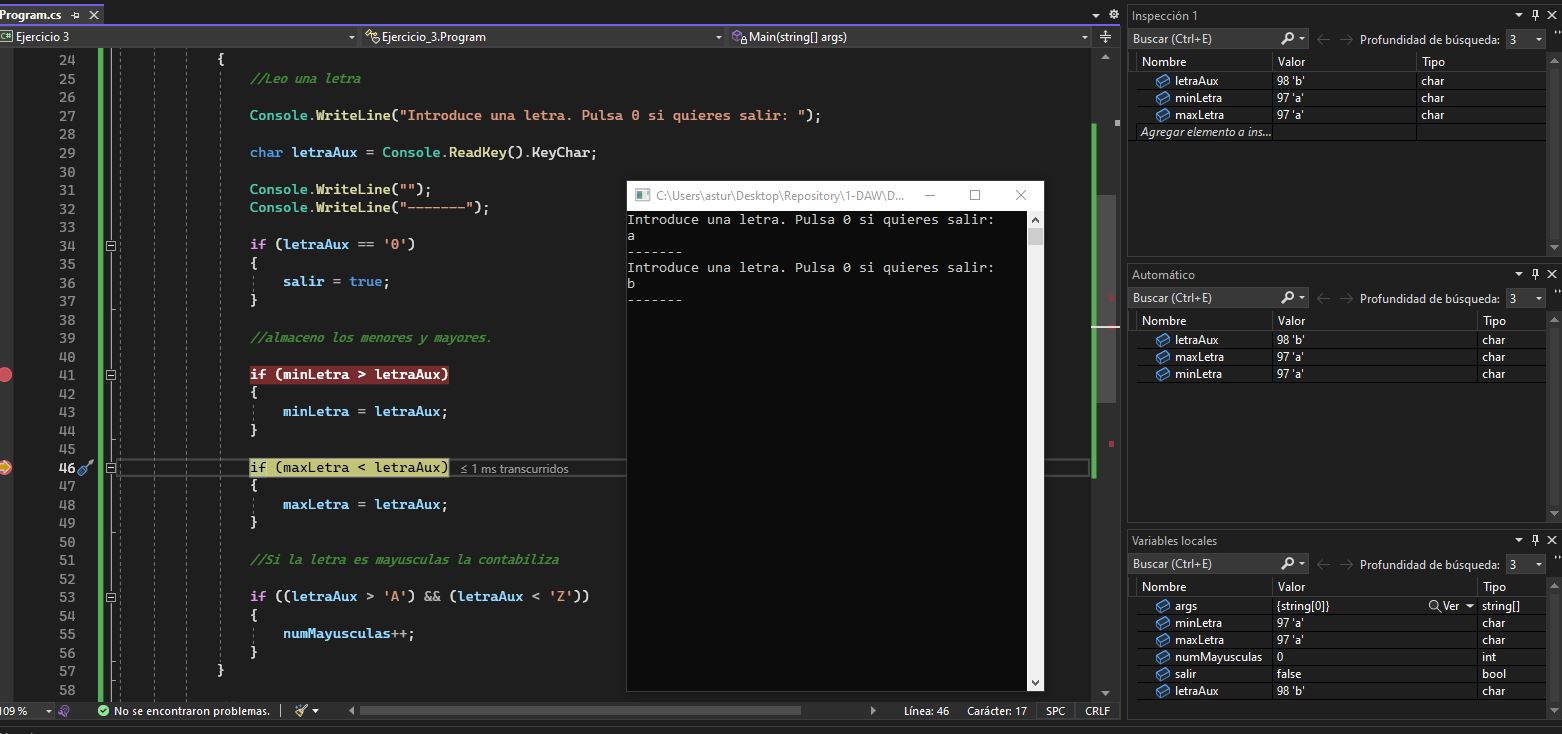 Program.cs
Ejercicio 3
Ejercicio_3.Program
Main(string[] args)
24 {
25 //Leo una letra
26
27 Console.WriteLine("Introduce una letra. Pulsa 0 si quieres salir: ");
28
29 char letraAux = Console.ReadKey().KeyChar;
30
31 Console.WriteLine("");
32 Console.WriteLine("-------");
33
34 if (letraAux == '0')
35 {
36 salir = true;
37 }
38
39 //almaceno los menores y mayores.
40
41 if (minLetra > letraAux)
42 {
43 minLetra = letraAux;
44 }
45
46 if (maxLetra < letraAux) ≤ 1 ms transcurridos
47 {
48 maxLetra = letraAux;
49 }
50
51 //Si la letra es mayusculas la contabiliza
52
53 if ((letraAux > 'A') && (letraAux < 'Z'))
54 {
55 numMayusculas++;
56 }
57 }
58
109 %
No se encontraron problemas.
Línea: 46 Carácter: 17 SPC CRLF
C:\Users\astur\Desktop\Repository\1-DAW\D...
Introduce una letra. Pulsa 0 si quieres salir:
a
-------
Introduce una letra. Pulsa 0 si quieres salir:
b
-------
Inspección 1
Buscar (Ctrl+E) Profundidad de búsqueda: 3
Nombre Valor Tipo
letraAux 98 'b' char
minLetra 97 'a' char
maxLetra 97 'a' char
Agregar elemento a ins...
Automático
Buscar (Ctrl+E) Profundidad de búsqueda: 3
Nombre Valor Tipo
letraAux 98 'b' char
maxLetra 97 'a' char
minLetra 97 'a' char
Variables locales
Buscar (Ctrl+E) Profundidad de búsqueda: 3
Nombre Valor Tipo
args {string[0]} Ver string[]
minLetra 97 'a' char
maxLetra 97 'a' char
numMayusculas 0 int
salir false bool
letraAux 98 'b' char